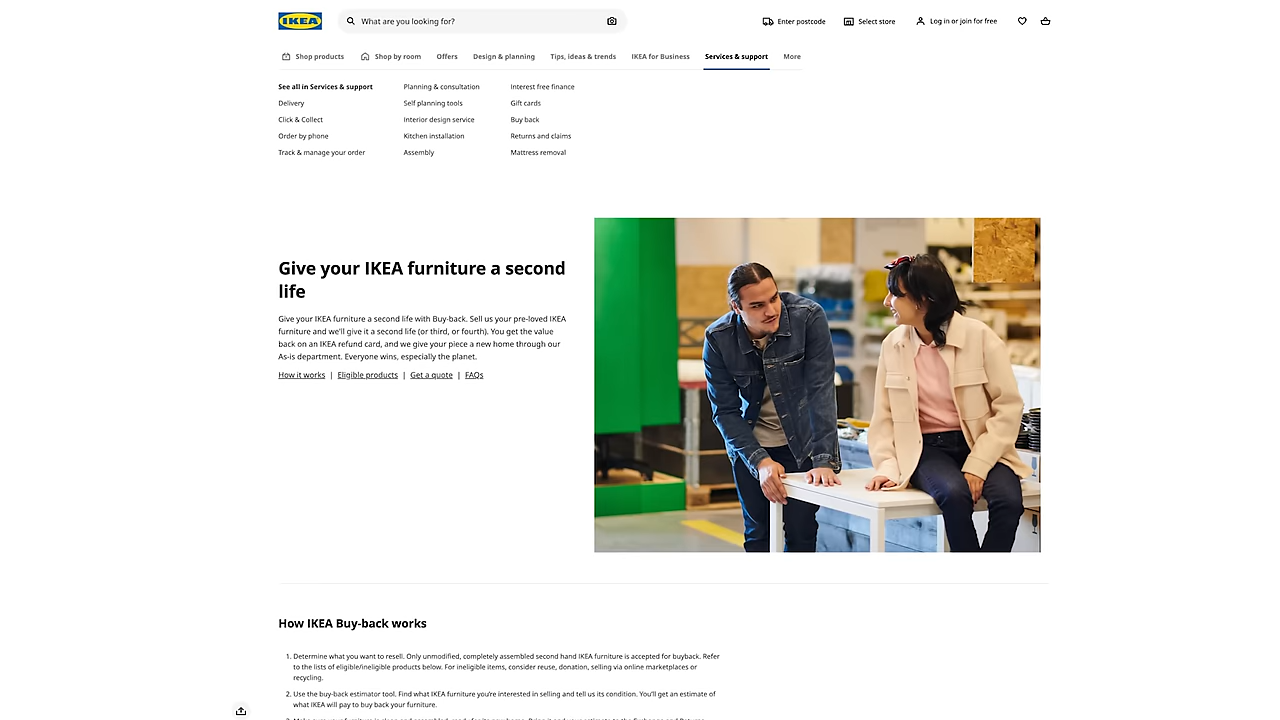 IKEA
What are you looking for?
Enter postcode
Select store
Log in or join for free
Shop products
Shop by room
Offers
Design & planning
Tips, ideas & trends
IKEA for Business
Services & support
More
See all in Services & support
Delivery
Click & Collect
Order by phone
Track & manage your order
Planning & consultation
Self planning tools
Interior design service
Kitchen installation
Assembly
Interest free finance
Gift cards
Buy back
Returns and claims
Mattress removal
Give your IKEA furniture a second
life
Give your IKEA furniture a second life with Buy-back. Sell us your pre-loved IKEA
furniture and we'll give it a second life (or third, or fourth). You get the value
back on an IKEA refund card, and we give your piece a new home through our
As-is department. Everyone wins, especially the planet.
How it works | Eligible products | Get a quote | FAQs
How IKEA Buy-back works
1. Determine what you want to resell. Only unmodified, completely assembled second hand IKEA furniture is accepted for buyback. Refer
to the lists of eligible/ineligible products below. For ineligible items, consider reuse, donation, selling via online marketplaces or
recycling.
2. Use the buy-back estimator tool. Find what IKEA furniture you're interested in selling and tell us its condition. You'll get an estimate of
what IKEA will pay to buy back your furniture.